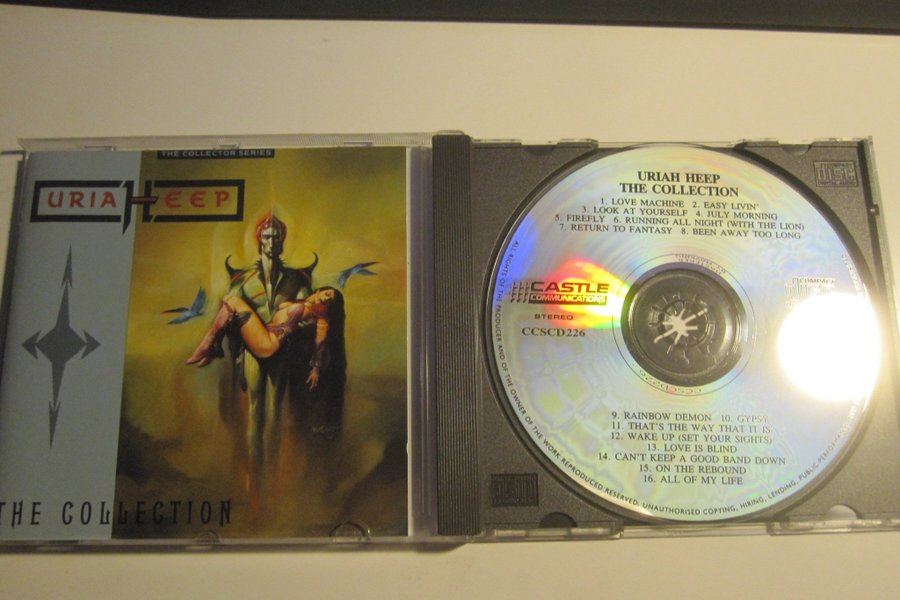 THE COLLECTOR SERIES
URIAH HEEP
THE COLLECTION
URIAH HEEP
THE COLLECTION
1. LOVE MACHINE 2. EASY LIVIN'
3. LOOK AT YOURSELF 4. JULY MORNING
5. FIREFLY 6. RUNNING ALL NIGHT (WITH THE LION)
7. RETURN TO FANTASY 8. BEEN AWAY TOO LONG
CASTLE
COMMUNICATIONS
STEREO
CCSCD226
9. RAINBOW DEMON 10. GYPSY
11. THAT'S THE WAY THAT IT IS
12. WAKE UP (SET YOUR SIGHTS)
13. LOVE IS BLIND
14. CAN'T KEEP A GOOD BAND DOWN
15. ON THE REBOUND
16. ALL OF MY LIFE
ALL RIGHTS OF THE PRODUCER AND OF THE OWNER OF THE WORK REPRODUCED RESERVED. UNAUTHORISED COPYING, HIRING, LENDING, PUBLIC
disc
DIGITAL AUDIO